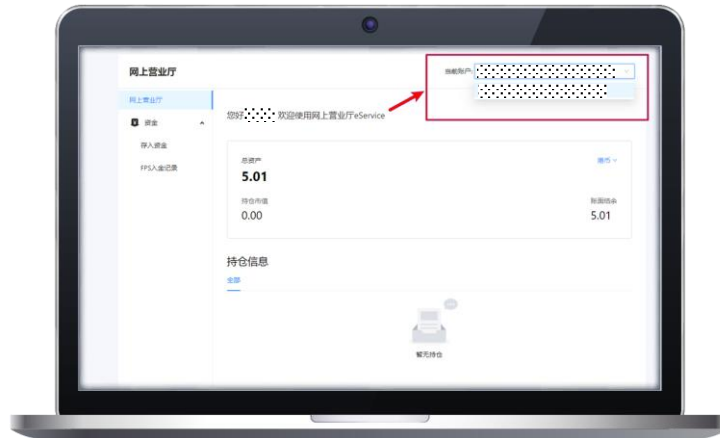 网上营业厅
当前账户:
网上营业厅
您好 欢迎使用网上营业厅eService
资金
存入资金
FPS入金记录
总资产
港币
5.01
持仓市值
账面结余
0.00
5.01
持仓信息
全部
暂无持仓